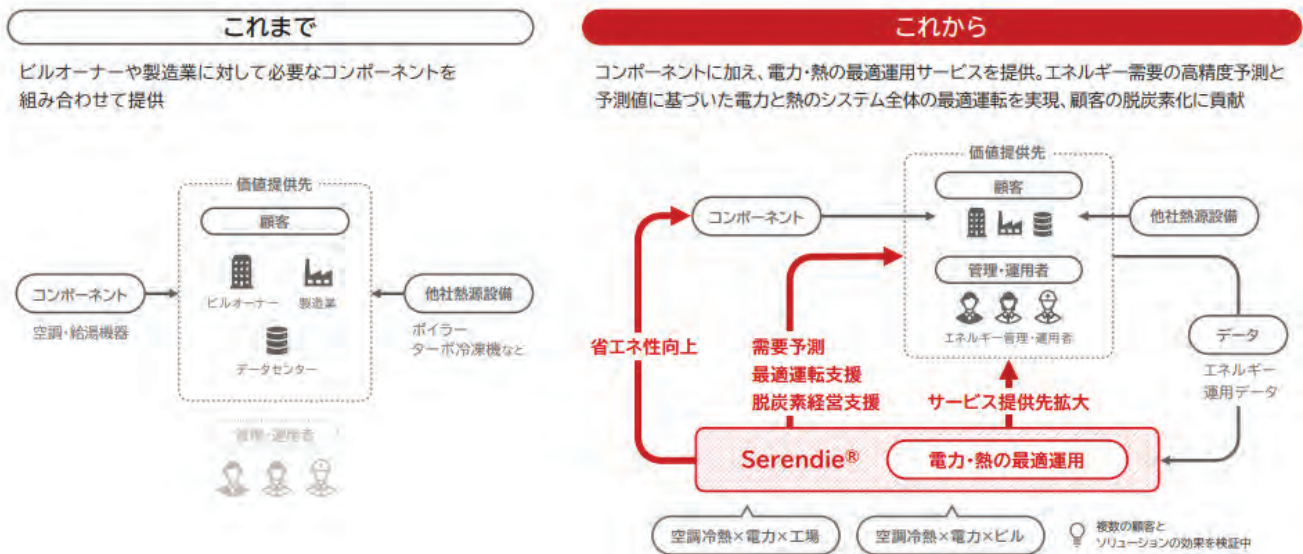 これまで
ビルオーナーや製造業に対して必要なコンポーネントを
組み合わせて提供
価値提供先
顧客
ビルオーナー
製造業
データセンター
コンポーネント
空調・給湯機器
他社熱源設備
ボイラー
ターボ冷凍機など
管理・運用者
これから
コンポーネントに加え、電力・熱の最適運用サービスを提供。エネルギー需要の高精度予測と
予測値に基づいた電力と熱のシステム全体の最適運転を実現、顧客の脱炭素化に貢献
価値提供先
顧客
コンポーネント
他社熱源設備
管理・運用者
エネルギー管理・運用者
データ
エネルギー
運用データ
省エネ性向上
需要予測
最適運転支援
脱炭素経営支援
サービス提供先拡大
Serendie®
電力・熱の最適運用
空調冷熱×電力×工場
空調冷熱×電力×ビル
複数の顧客と
ソリューションの効果を検証中